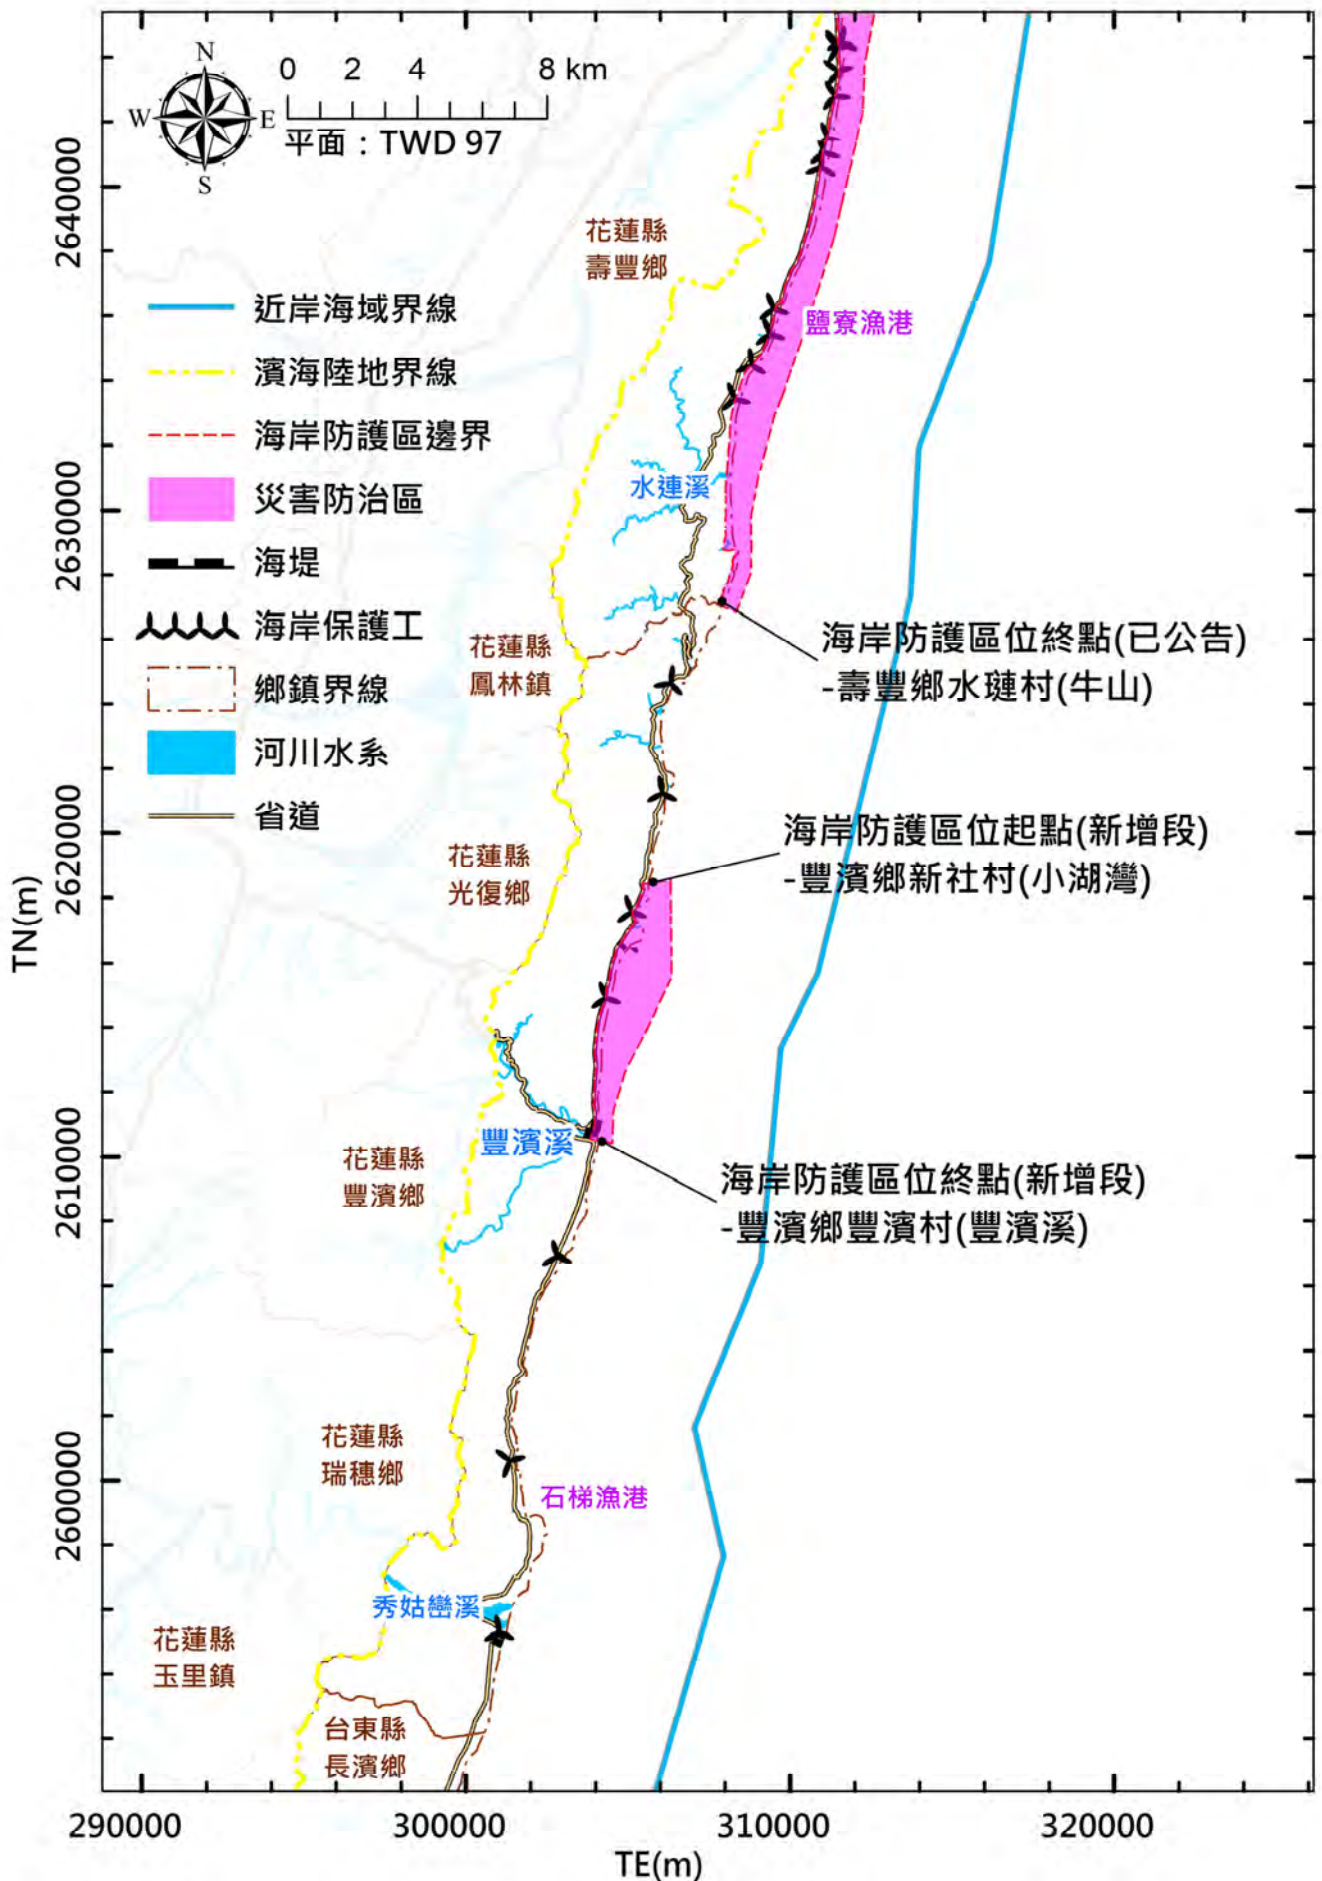 N
W
E
S
0 2 4 8 km
平面：TWD 97
近岸海域界線
濱海陸地界線
海岸防護區邊界
災害防治區
海堤
海岸保護工
鄉鎮界線
河川水系
省道
花蓮縣
壽豐鄉
鹽寮漁港
水連溪
海岸防護區位終點(已公告)
-壽豐鄉水璉村(牛山)
花蓮縣
鳳林鎮
海岸防護區位起點(新增段)
-豐濱鄉新社村(小湖灣)
花蓮縣
光復鄉
豐濱溪
花蓮縣
豐濱鄉
海岸防護區位終點(新增段)
-豐濱鄉豐濱村(豐濱溪)
花蓮縣
瑞穗鄉
石梯漁港
秀姑巒溪
花蓮縣
玉里鎮
台東縣
長濱鄉
TN(m)
2640000
2630000
2620000
2610000
2600000
290000 300000 310000 320000
TE(m)